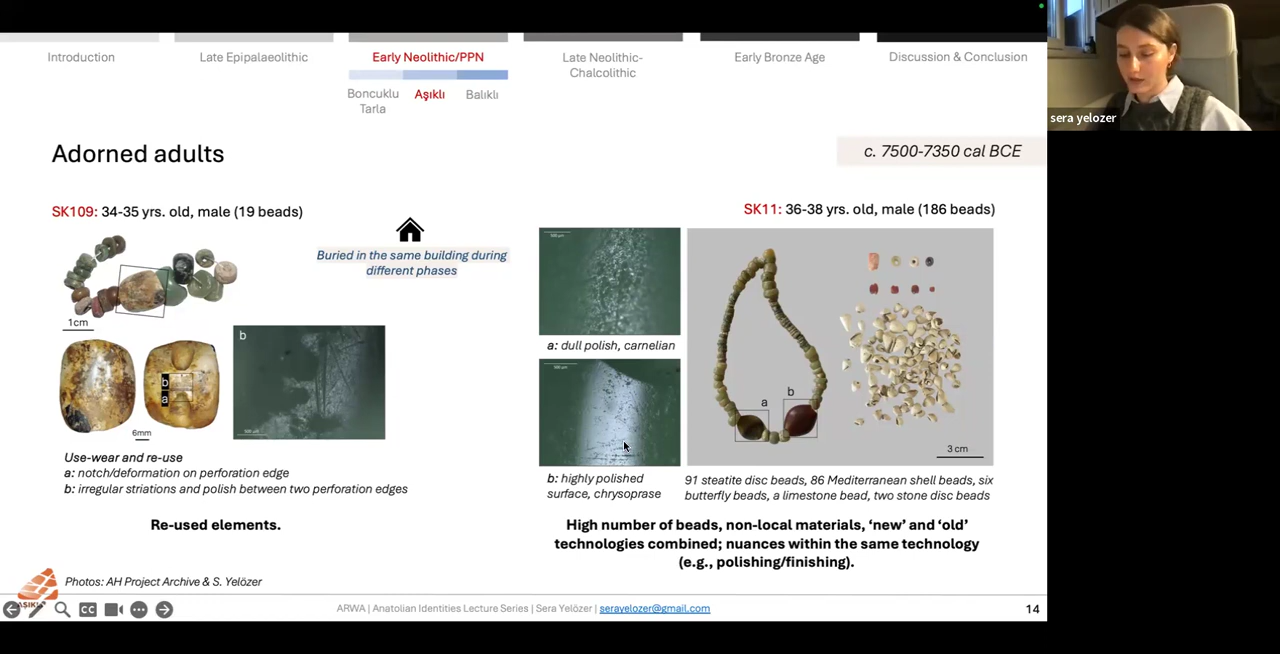 Introduction
Late Epipalaeolithic
Early Neolithic/PPN
Late Neolithic-
Chalcolithic
Early Bronze Age
Discussion & Conclusion
Boncuklu
Tarla
Aşıklı
Balıklı
sera yelozer
Adorned adults
c. 7500-7350 cal BCE
SK109: 34-35 yrs. old, male (19 beads)
Buried in the same building during
different phases
SK11: 36-38 yrs. old, male (186 beads)
1cm
b
b
a
6mm
a: dull polish, carnelian
a
b
3 cm
Use-wear and re-use
a: notch/deformation on perforation edge
b: irregular striations and polish between two perforation edges
b: highly polished
surface, chrysoprase
91 steatite disc beads, 86 Mediterranean shell beads, six
butterfly beads, a limestone bead, two stone disc beads
Re-used elements.
High number of beads, non-local materials, ‘new’ and ‘old’
technologies combined; nuances within the same technology
(e.g., polishing/finishing).
Photos: AH Project Archive & S. Yelözer
CC
ARWA | Anatolian Identities Lecture Series | Sera Yelözer | serayelozer@gmail.com
14